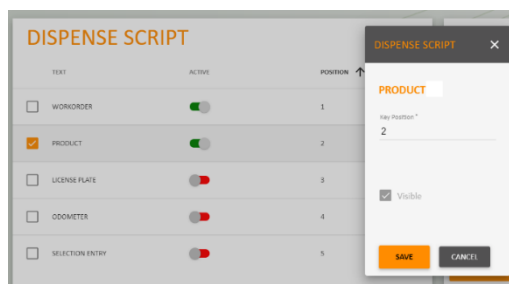 DISPENSE SCRIPT
TEXT ACTIVE POSITION
WORKORDER 1
PRODUCT 2
LICENSE PLATE 3
ODOMETER 4
SELECTION ENTRY 5
DISPENSE SCRIPT
PRODUCT
Key Position *
2
Visible
SAVE CANCEL